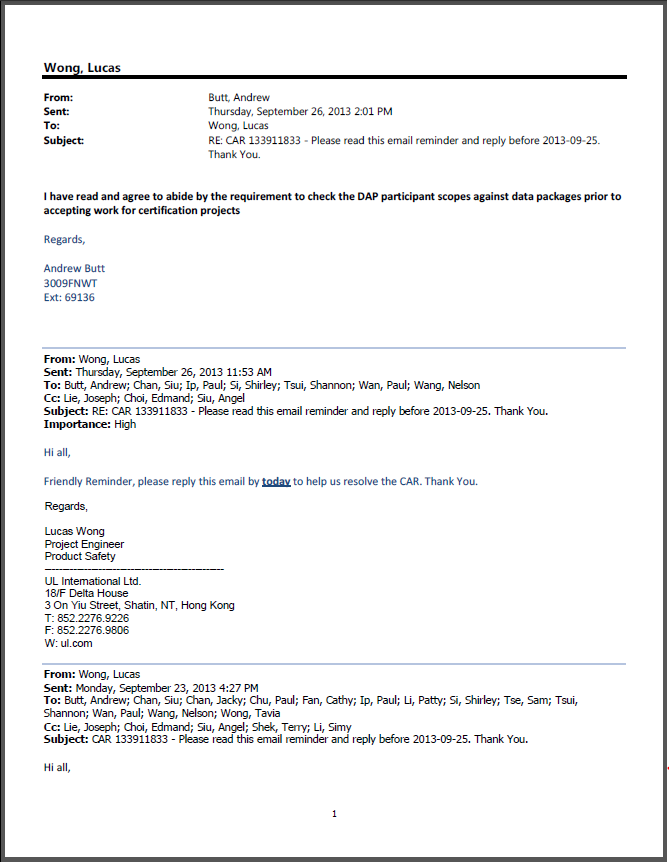 Wong, Lucas
From: Butt, Andrew
Sent: Thursday, September 26, 2013 2:01 PM
To: Wong, Lucas
Subject: RE: CAR 133911833 - Please read this email reminder and reply before 2013-09-25.
Thank You.
I have read and agree to abide by the requirement to check the DAP participant scopes against data packages prior to
accepting work for certification projects
Regards,
Andrew Butt
3009FNWT
Ext: 69136
From: Wong, Lucas
Sent: Thursday, September 26, 2013 11:53 AM
To: Butt, Andrew; Chan, Siu; Ip, Paul; Si, Shirley; Tsui, Shannon; Wan, Paul; Wang, Nelson
Cc: Lie, Joseph; Choi, Edmand; Siu, Angel
Subject: RE: CAR 133911833 - Please read this email reminder and reply before 2013-09-25. Thank You.
Importance: High
Hi all,
Friendly Reminder, please reply this email by today to help us resolve the CAR. Thank You.
Regards,
Lucas Wong
Project Engineer
Product Safety
--------------------------------------------------
UL International Ltd.
18/F Delta House
3 On Yiu Street, Shatin, NT, Hong Kong
T: 852.2276.9226
F: 852.2276.9806
W: ul.com
From: Wong, Lucas
Sent: Monday, September 23, 2013 4:27 PM
To: Butt, Andrew; Chan, Siu; Chan, Jacky; Chu, Paul; Fan, Cathy; Ip, Paul; Li, Patty; Si, Shirley; Tse, Sam; Tsui,
Shannon; Wan, Paul; Wang, Nelson; Wong, Tavia
Cc: Lie, Joseph; Choi, Edmand; Siu, Angel; Shek, Terry; Li, Simy
Subject: CAR 133911833 - Please read this email reminder and reply before 2013-09-25. Thank You.
Hi all,
1